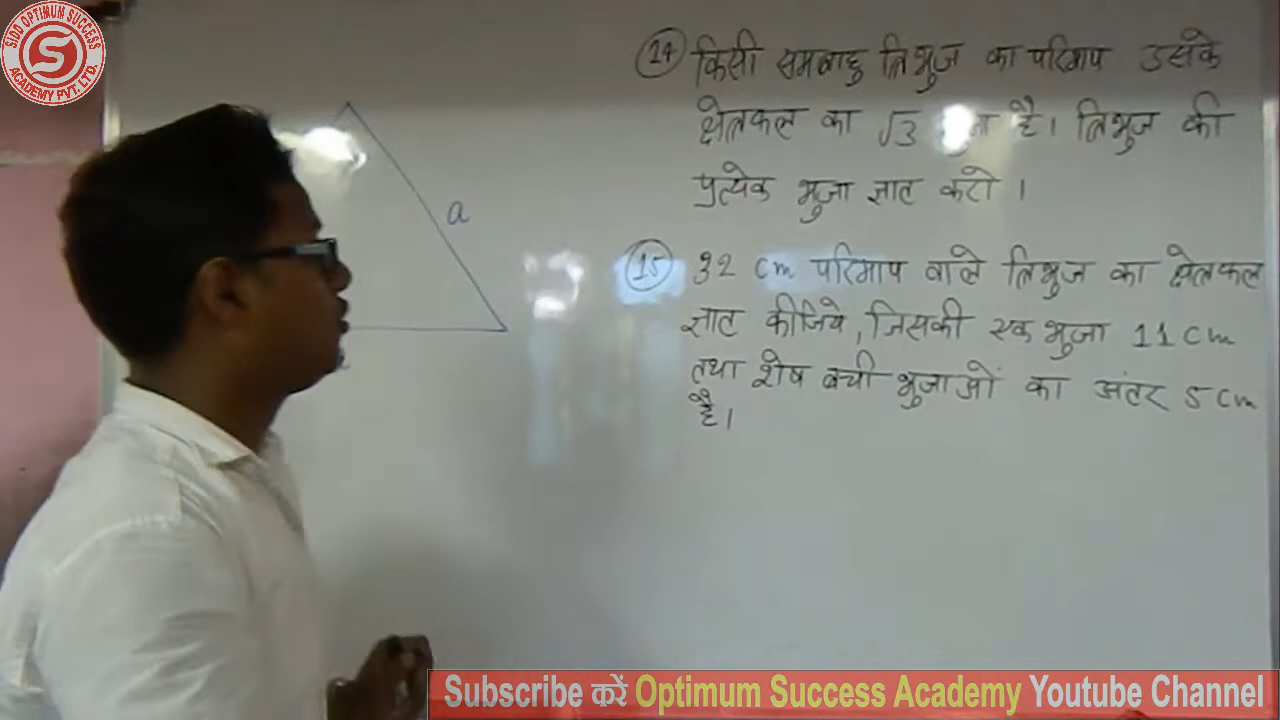 SIDD OPTIMUM SUCCESS
S
ACADEMY PVT. LTD.
a
14 किसी समबाहु त्रिभुज का परिमाप उसके
क्षेत्रफल का √3 है। त्रिभुज की
प्रत्येक भुजा ज्ञात करो।
15 32 cm परिमाप वाले त्रिभुज का क्षेत्रफल
ज्ञात कीजिये, जिसकी एक भुजा 11 cm
तथा शेष बची भुजाओं का अंतर 5 cm
है।
Subscribe करें Optimum Success Academy Youtube Channel